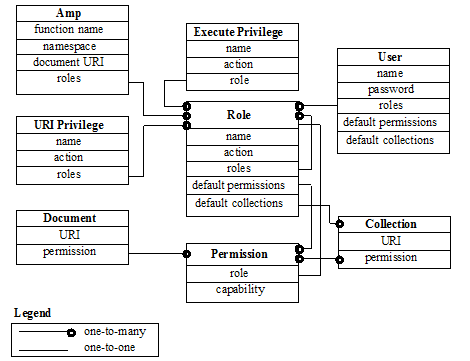 Amp
function name
namespace
document URI
roles
Execute Privilege
name
action
role
User
name
password
roles
default permissions
default collections
URI Privilege
name
action
roles
Role
name
action
roles
default permissions
default collections
Document
URI
permission
Permission
role
capability
Collection
URI
permission
Legend
one-to-many
one-to-one